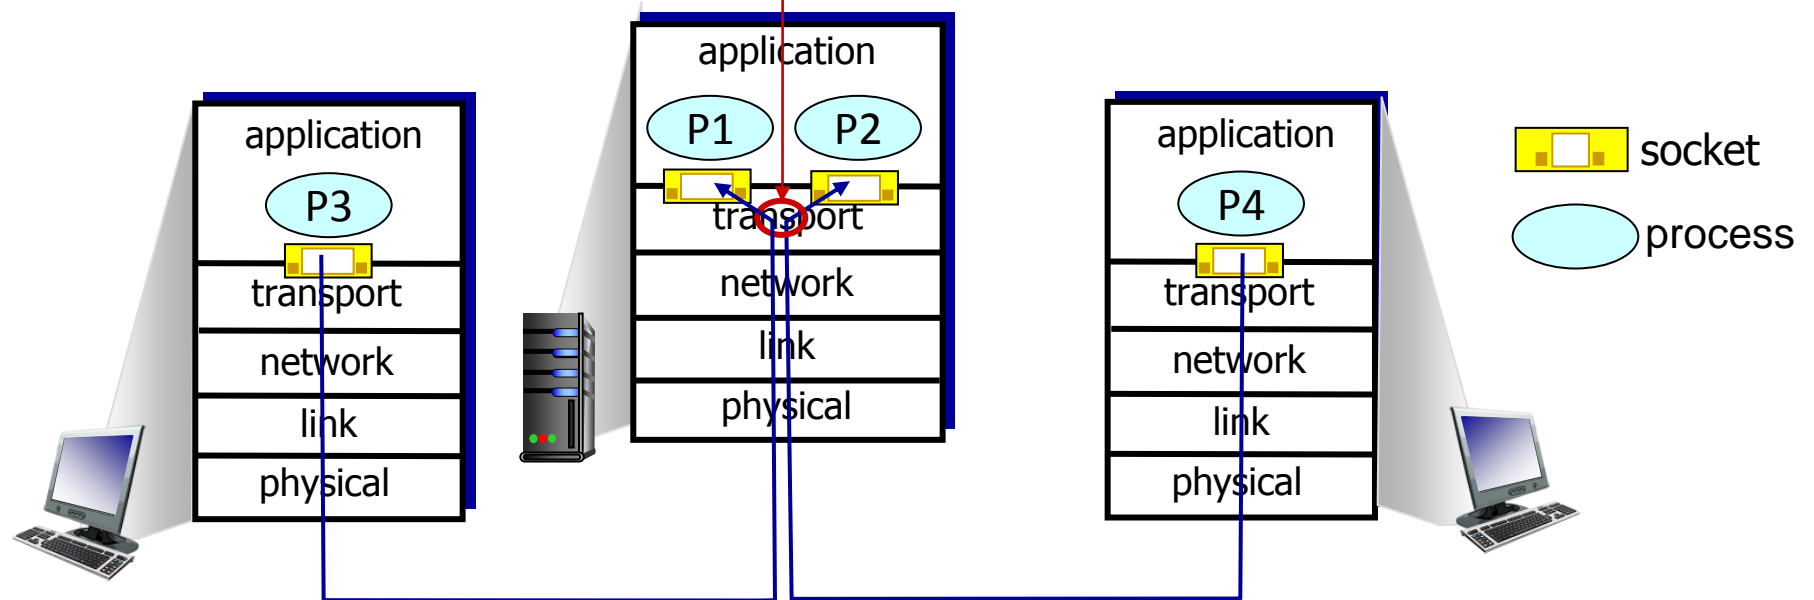 application
P3
transport
network
link
physical
application
P1 P2
transport
network
link
physical
application
P4
transport
network
link
physical
socket
process